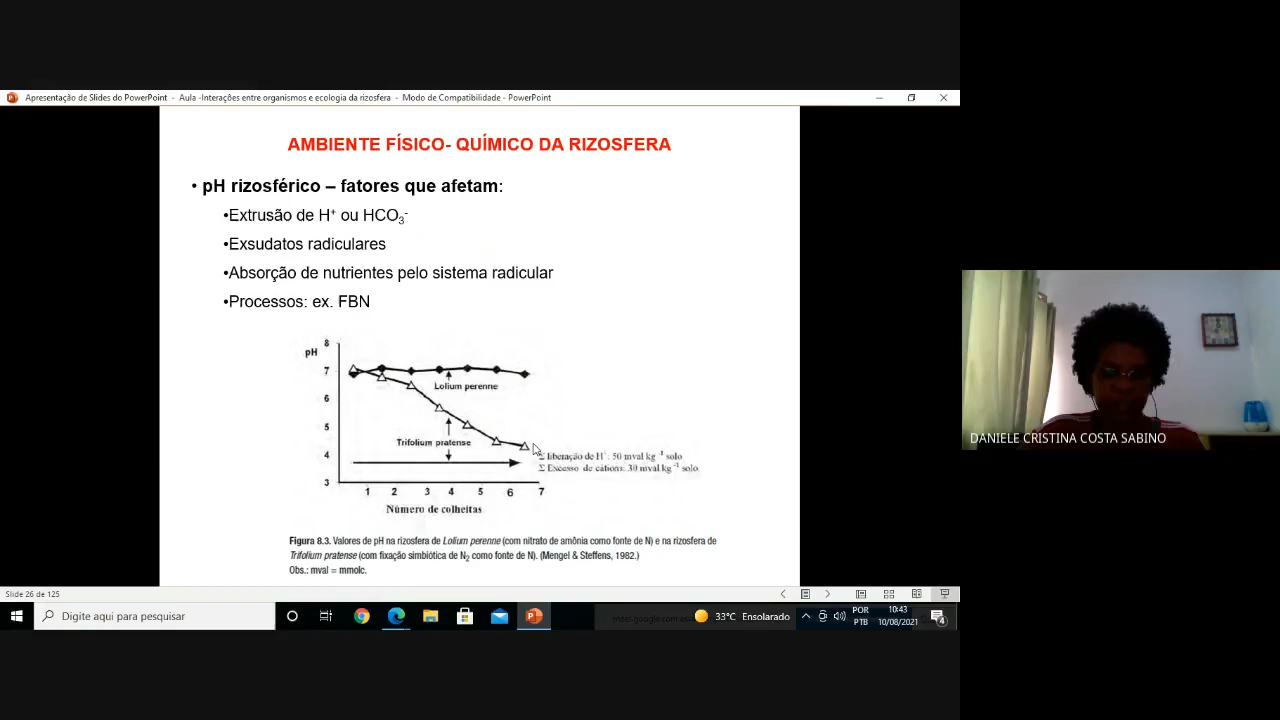 Apresentação de Slides do PowerPoint - Aula -Interações entre organismos e ecologia da rizosfera - Modo de Compatibilidade - PowerPoint
AMBIENTE FÍSICO- QUÍMICO DA RIZOSFERA
• pH rizosférico – fatores que afetam:
•Extrusão de H+ ou HCO3-
•Exsudatos radiculares
•Absorção de nutrientes pelo sistema radicular
•Processos: ex. FBN
pH
8
7
6
5
4
3
Lolium perenne
Trifolium pratense
Σ liberação de H+: 50 mval kg -1 solo
Σ Excesso de cátions: 30 mval kg -1 solo
1 2 3 4 5 6 7
Número de colheitas
Figura 8.3. Valores de pH na rizosfera de Lolium perenne (com nitrato de amônia como fonte de N) e na rizosfera de
Trifolium pratense (com fixação simbiótica de N2 como fonte de N). (Mengel & Steffens, 1982.)
Obs.: mval = mmolc.
DANIELE CRISTINA COSTA SABINO
Slide 26 de 125
Digite aqui para pesquisar
33°C Ensolarado
POR
PTB
10:43
10/08/2021
4